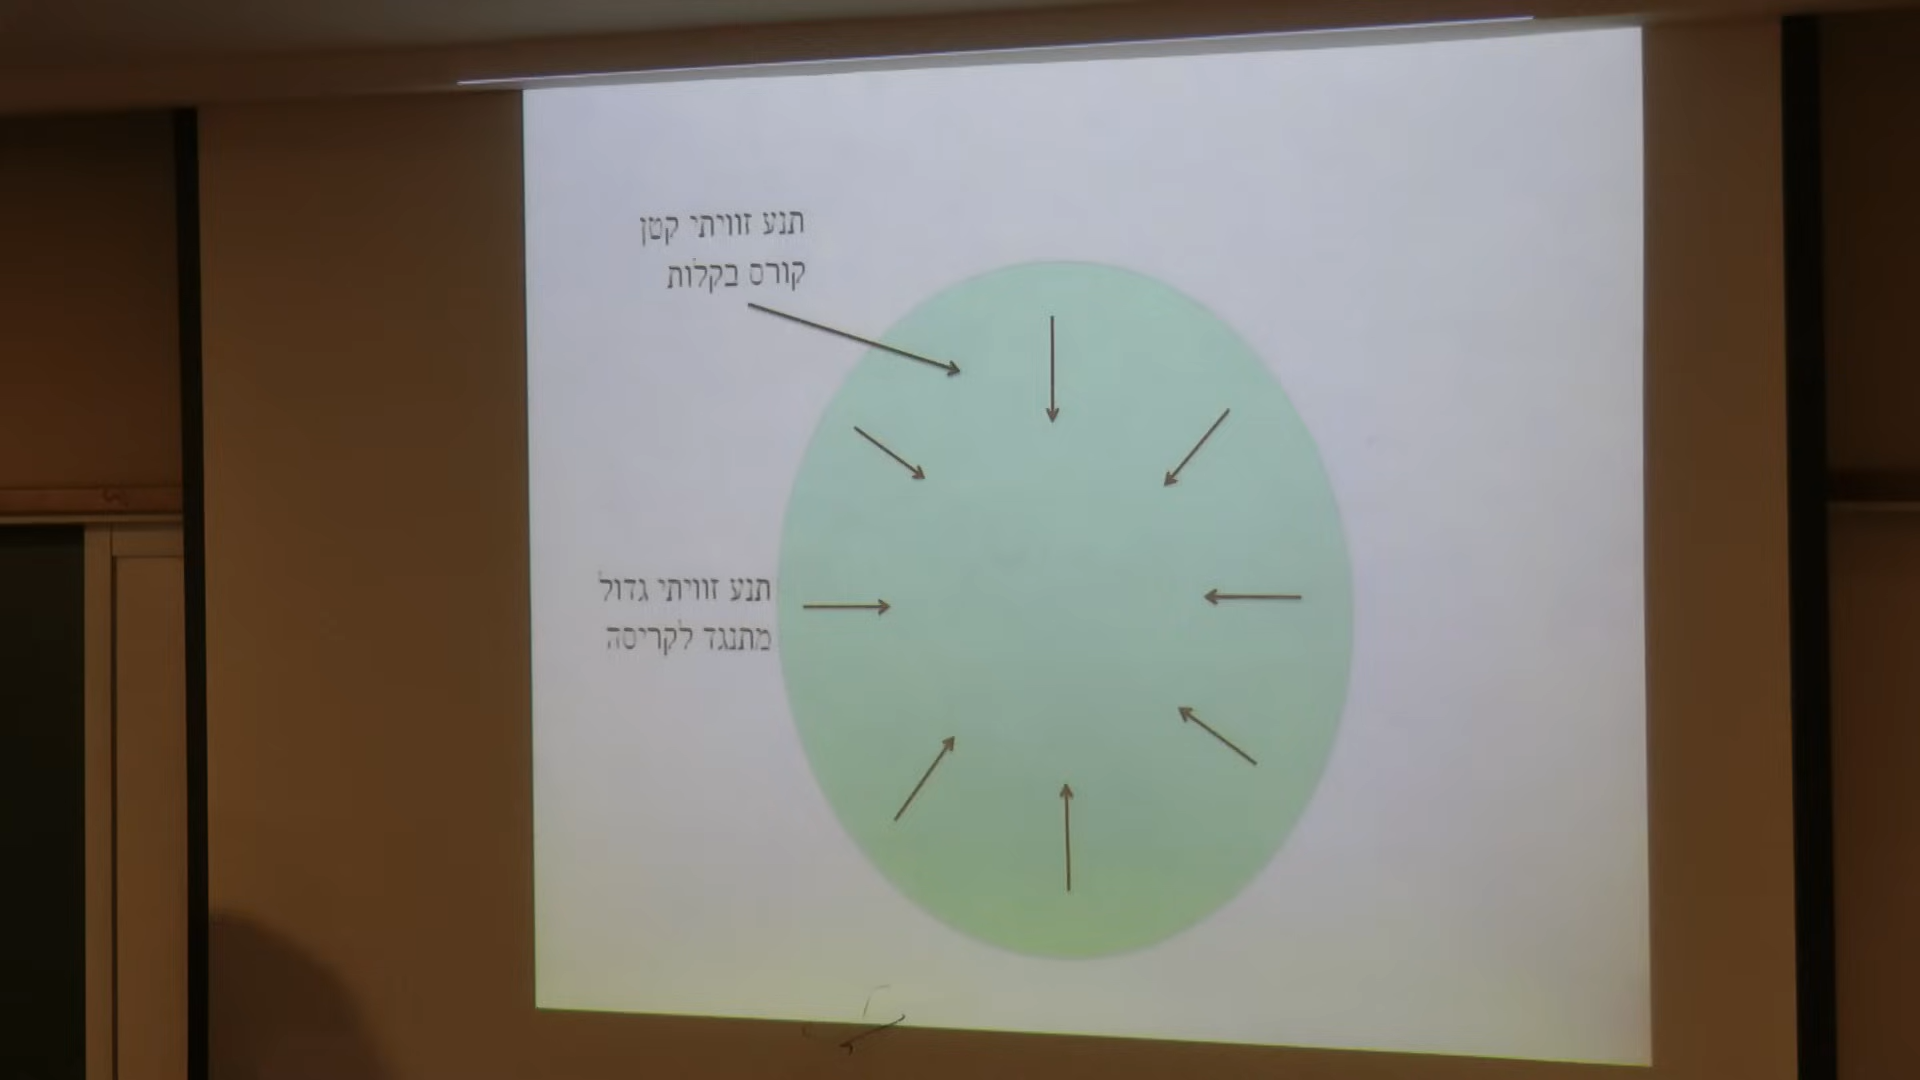 תנע זוויתי קטן
קורס בקלות
תנע זוויתי גדול
מתנגד לקריסה